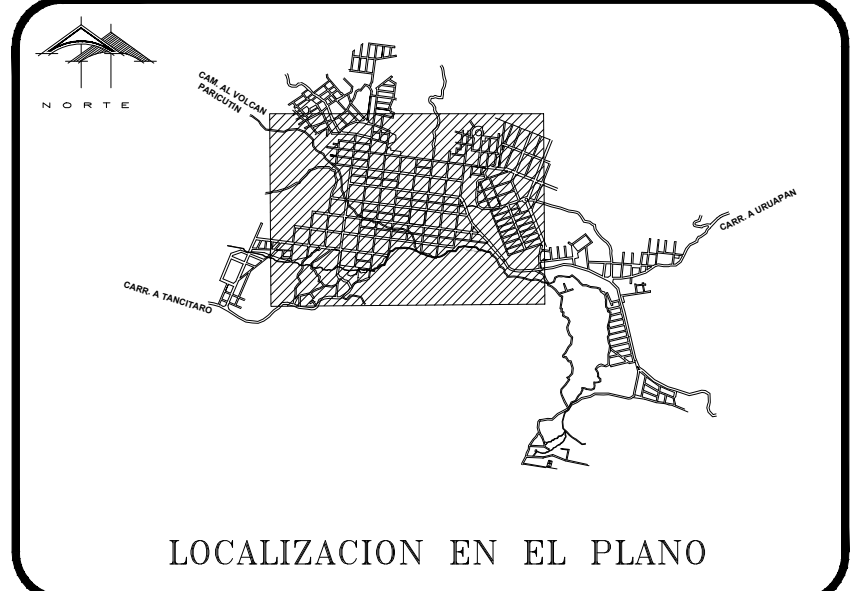 NORTE
CAM. AL VOLCAN
PARICUTIN
CARR. A URUAPAN
CARR. A TANCITARO
LOCALIZACION EN EL PLANO